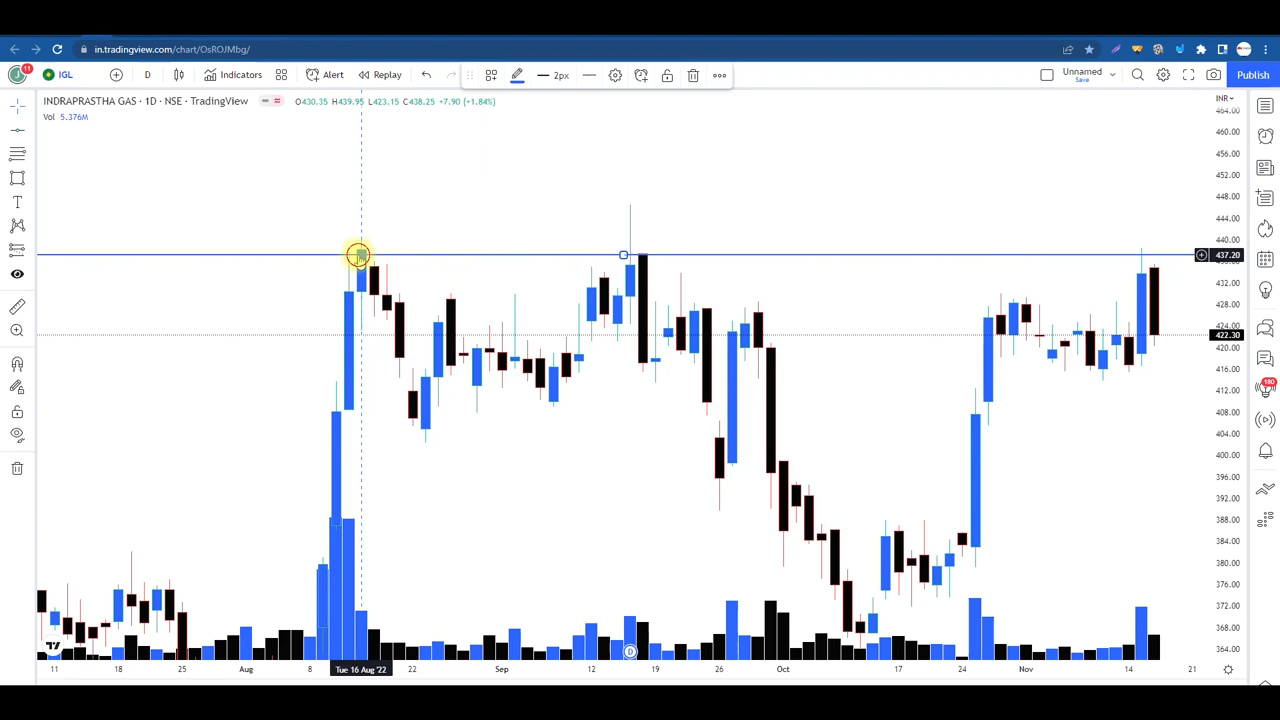 in.tradingview.com/chart/OsROJMbg/
11
IGL
D
Indicators
Alert
Replay
2px
Unnamed
Save
Publish
INDRAPRASTHA GAS · 1D · NSE · TradingView
O430.35 H439.95 L423.15 C438.25 +7.90 (+1.84%)
Vol 5.376M
INR
464.00
460.00
456.00
452.00
448.00
444.00
440.00
437.20
432.00
428.00
424.00
422.30
420.00
416.00
412.00
408.00
404.00
400.00
396.00
392.00
388.00
384.00
380.00
376.00
372.00
368.00
364.00
180
D
11
18
25
Aug
8
Tue 16 Aug '22
22
Sep
12
19
26
Oct
17
24
Nov
14
21